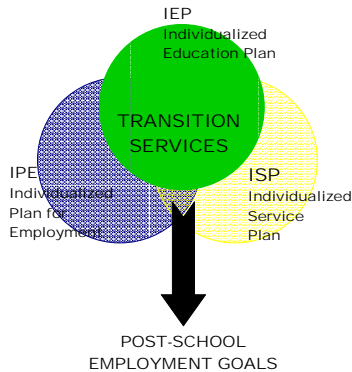 IEP
Individualized
Education Plan
TRANSITION
SERVICES
IPE
Individualized
Plan for
Employment
ISP
Individualized
Service
Plan
POST-SCHOOL
EMPLOYMENT GOALS